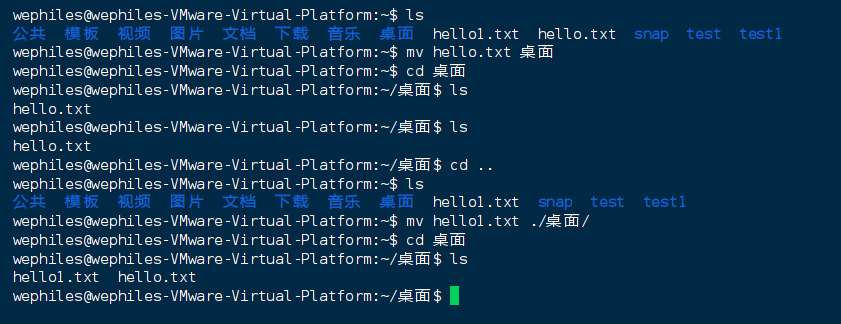 wephiles@wephiles-VMware-Virtual-Platform:~$ ls
公共 模板 视频 图片 文档 下载 音乐 桌面 hello1.txt hello.txt snap test test1
wephiles@wephiles-VMware-Virtual-Platform:~$ mv hello.txt 桌面
wephiles@wephiles-VMware-Virtual-Platform:~$ cd 桌面
wephiles@wephiles-VMware-Virtual-Platform:~/桌面$ ls
hello.txt
wephiles@wephiles-VMware-Virtual-Platform:~/桌面$ ls
hello.txt
wephiles@wephiles-VMware-Virtual-Platform:~/桌面$ cd ..
wephiles@wephiles-VMware-Virtual-Platform:~$ ls
公共 模板 视频 图片 文档 下载 音乐 桌面 hello1.txt snap test test1
wephiles@wephiles-VMware-Virtual-Platform:~$ mv hello1.txt ./桌面/
wephiles@wephiles-VMware-Virtual-Platform:~$ cd 桌面
wephiles@wephiles-VMware-Virtual-Platform:~/桌面$ ls
hello1.txt hello.txt
wephiles@wephiles-VMware-Virtual-Platform:~/桌面$